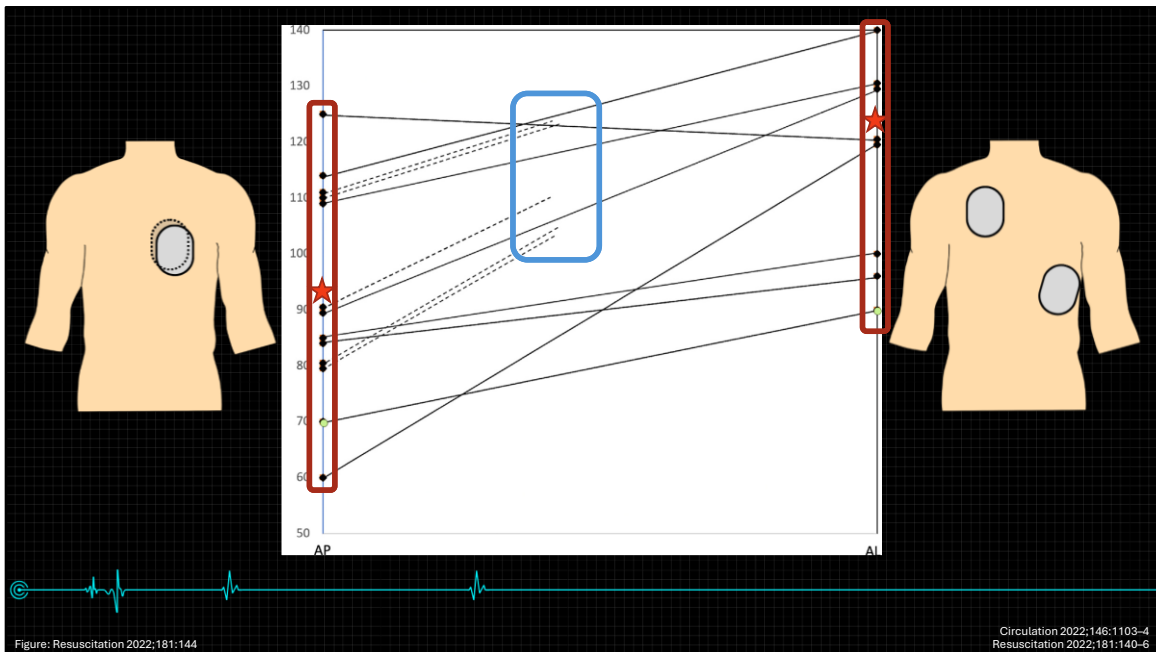 140
130
120
110
100
90
80
70
60
50
AP
AL
Figure: Resuscitation 2022;181:144
Circulation 2022;146:1103–4
Resuscitation 2022;181:140–6